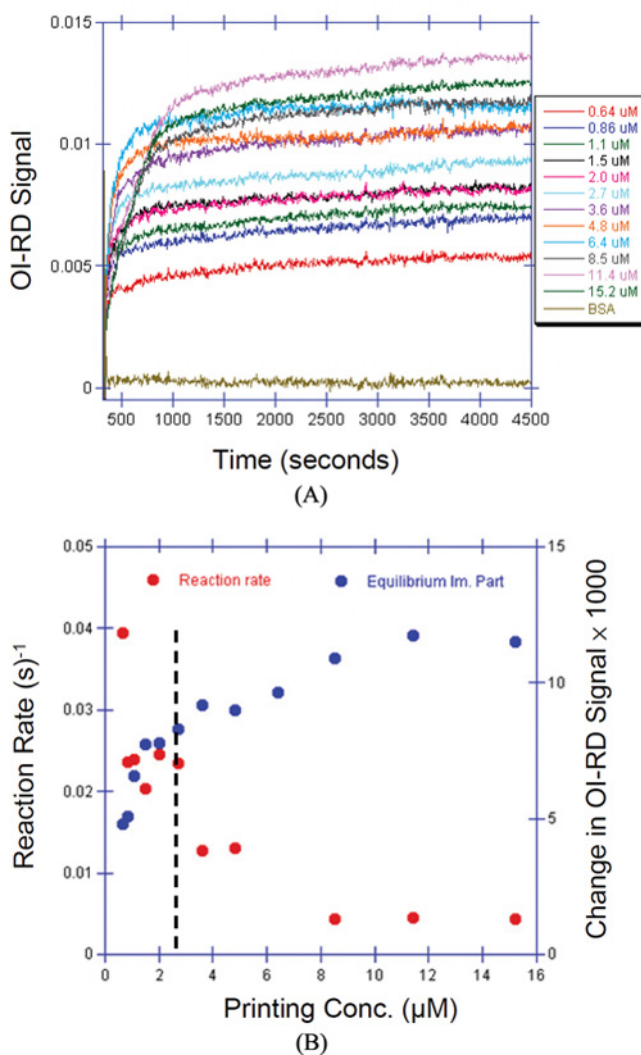 0.015
0.01
0.005
0
OI-RD Signal
500 1000 1500 2000 2500 3000 3500 4000 4500
Time (seconds)
0.64 uM
0.86 uM
1.1 uM
1.5 uM
2.0 uM
2.7 uM
3.6 uM
4.8 uM
6.4 uM
8.5 uM
11.4 uM
15.2 uM
BSA
(A)
0.05
0.04
0.03
0.02
0.01
0
Reaction Rate (s)-1
Reaction rate
Equilibrium Im. Part
15
10
5
0
Change in OI-RD Signal x 1000
0 2 4 6 8 10 12 14 16
Printing Conc. (µM)
(B)